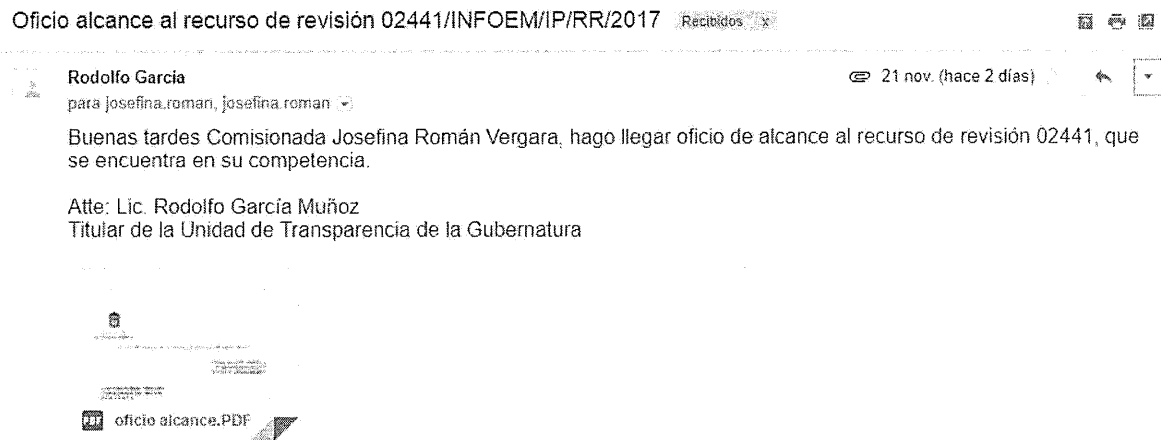 Oficio alcance al recurso de revisión 02441/INFOEM/IP/RR/2017 Recibidos x
Rodolfo Garcia 21 nov. (hace 2 días)
para josefina.roman, josefina.roman
Buenas tardes Comisionada Josefina Román Vergara, hago llegar oficio de alcance al recurso de revisión 02441, que
se encuentra en su competencia.
Atte: Lic. Rodolfo García Muñoz
Titular de la Unidad de Transparencia de la Gubernatura
PDF oficio alcance.PDF